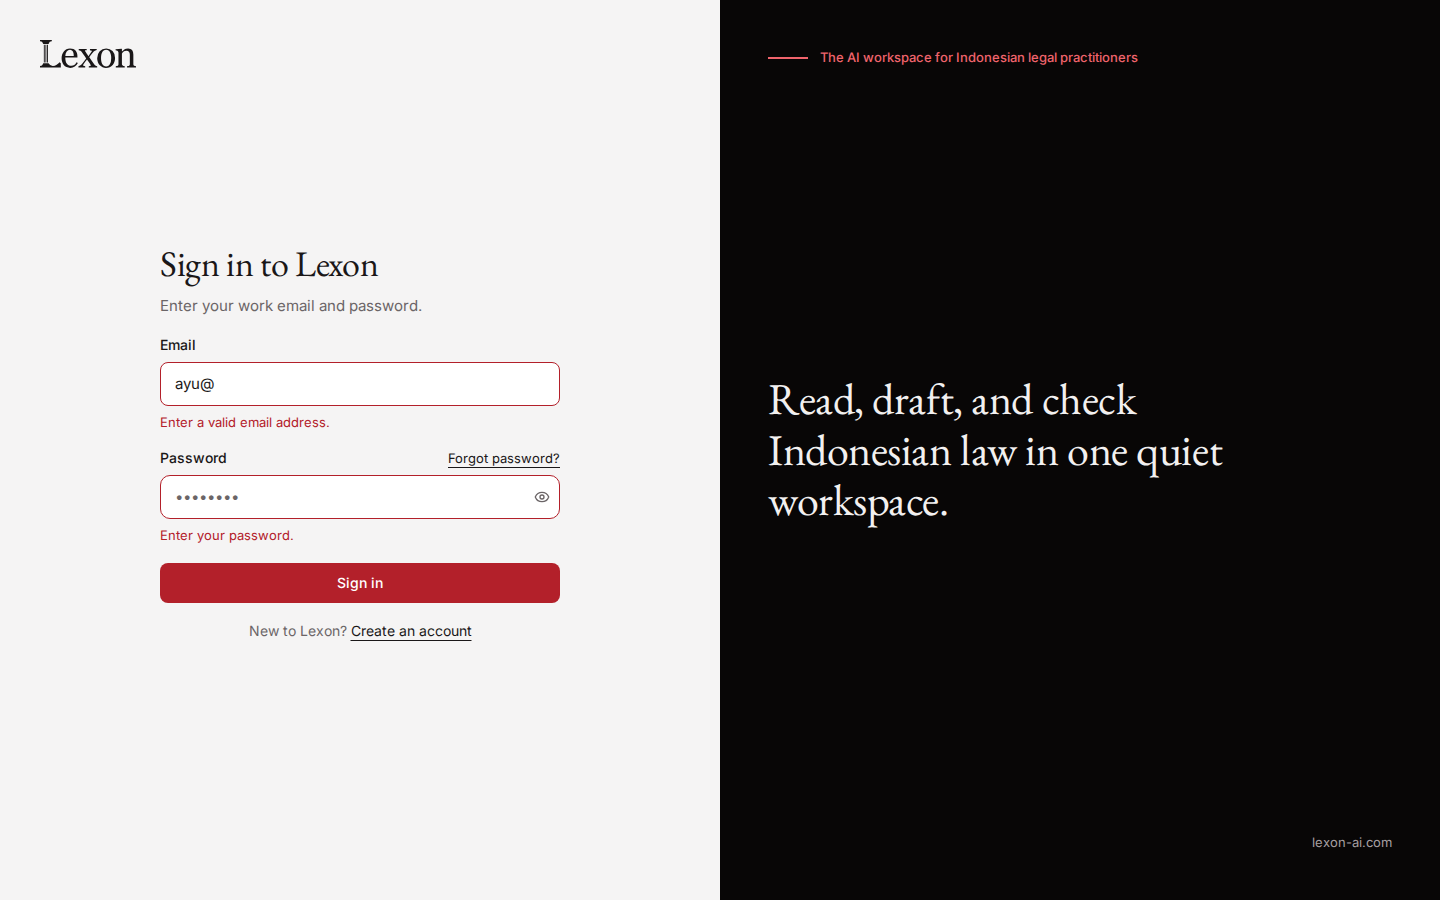 Lexon
Sign in to Lexon
Enter your work email and password.
Email
ayu@
Enter a valid email address.
Password
Forgot password?
••••••••
Enter your password.
Sign in
New to Lexon? Create an account
The AI workspace for Indonesian legal practitioners
Read, draft, and check
Indonesian law in one quiet
workspace.
lexon-ai.com